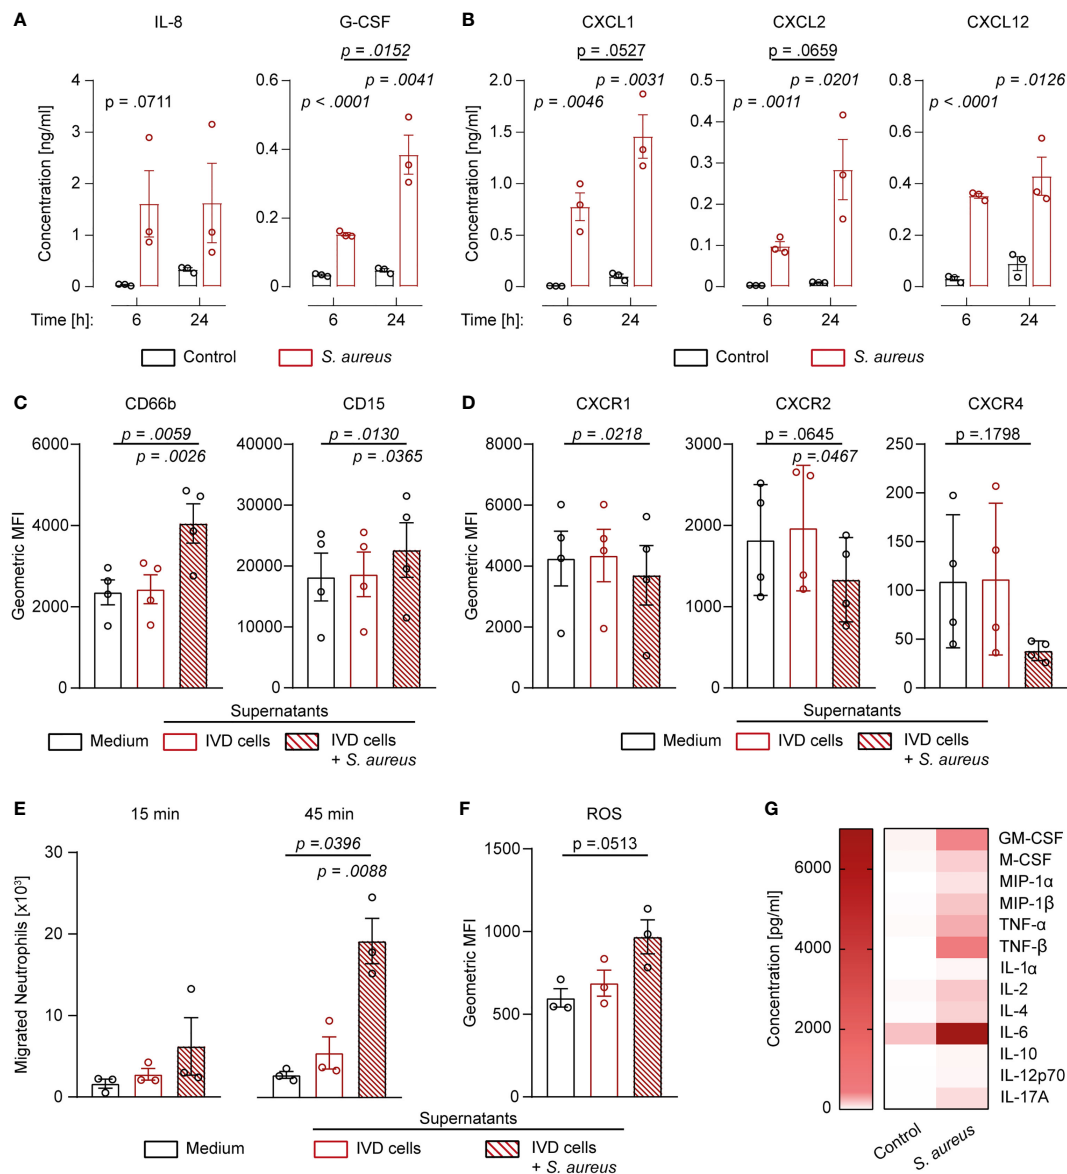 A
IL-8
G-CSF
p = .0152
p = .0041
p = .0711
p < .0001
Concentration [ng/ml]
4
3
2
1
0
0.6
0.4
0.2
0
Time [h]:
6
24
6
24
Control
S. aureus
B
CXCL1
CXCL2
CXCL12
p = .0527
p = .0659
p = .0031
p = .0201
p = .0126
p = .0046
p = .0011
p < .0001
Concentration [ng/ml]
2.0
1.5
1.0
0.5
0
0.5
0.4
0.3
0.2
0.1
0
0.8
0.6
0.4
0.2
0
Time [h]:
6
24
6
24
6
24
Control
S. aureus
C
CD66b
CD15
p = .0059
p = .0026
p = .0130
p = .0365
Geometric MFI
6000
4000
2000
0
40000
30000
20000
10000
0
Supernatants
Medium
IVD cells
IVD cells
+ S. aureus
D
CXCR1
CXCR2
CXCR4
p = .0218
p = .0645
p =.0467
p =.1798
Geometric MFI
8000
6000
4000
2000
0
3000
2000
1000
0
250
200
150
100
50
0
Supernatants
Medium
IVD cells
IVD cells
+ S. aureus
E
15 min
45 min
p =.0396
p = .0088
Migrated Neutrophils [x10³]
30
20
10
0
F
ROS
p =.0513
Geometric MFI
1500
1000
500
0
Supernatants
Medium
IVD cells
IVD cells
+ S. aureus
G
Concentration [pg/ml]
6000
4000
2000
0
GM-CSF
M-CSF
MIP-1α
MIP-1β
TNF-α
TNF-β
IL-1α
IL-2
IL-4
IL-6
IL-10
IL-12p70
IL-17A
Control
S. aureus